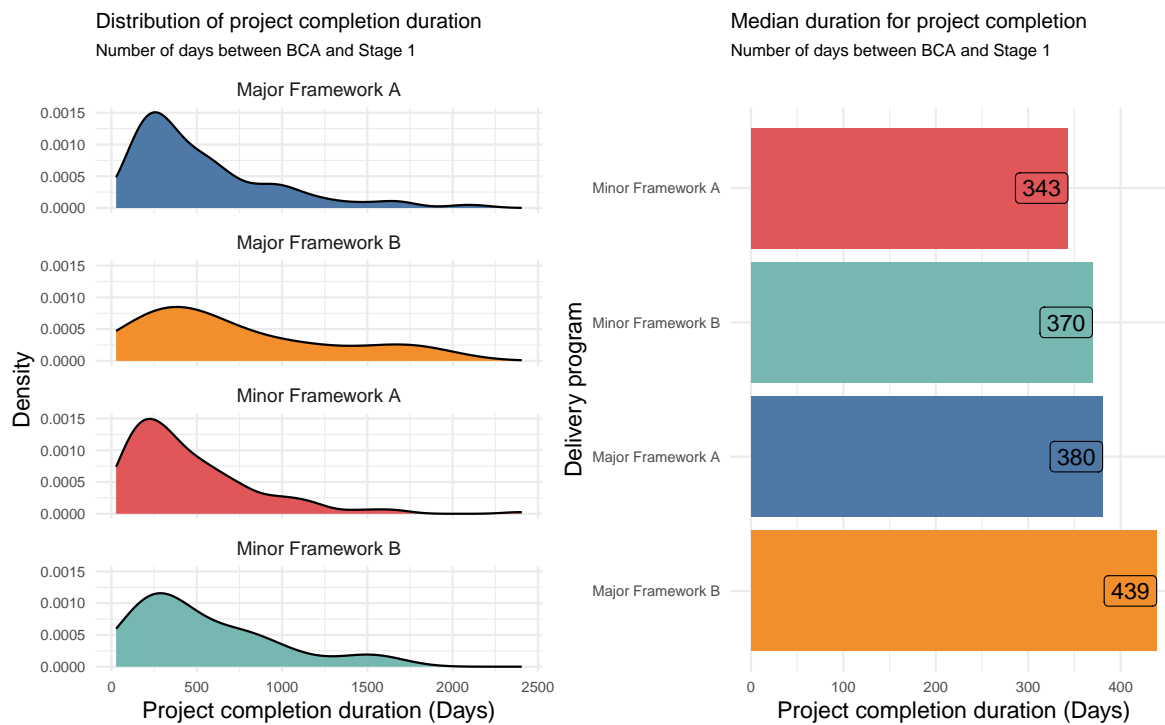 Distribution of project completion duration
Number of days between BCA and Stage 1
Major Framework A
0.0015
0.0010
0.0005
0.0000
Major Framework B
0.0015
0.0010
0.0005
0.0000
Minor Framework A
0.0015
0.0010
0.0005
0.0000
Minor Framework B
0.0015
0.0010
0.0005
0.0000
Density
0 500 1000 1500 2000 2500
Project completion duration (Days)
Median duration for project completion
Number of days between BCA and Stage 1
Delivery program
Minor Framework A 343
Minor Framework B 370
Major Framework A 380
Major Framework B 439
0 100 200 300 400
Project completion duration (Days)